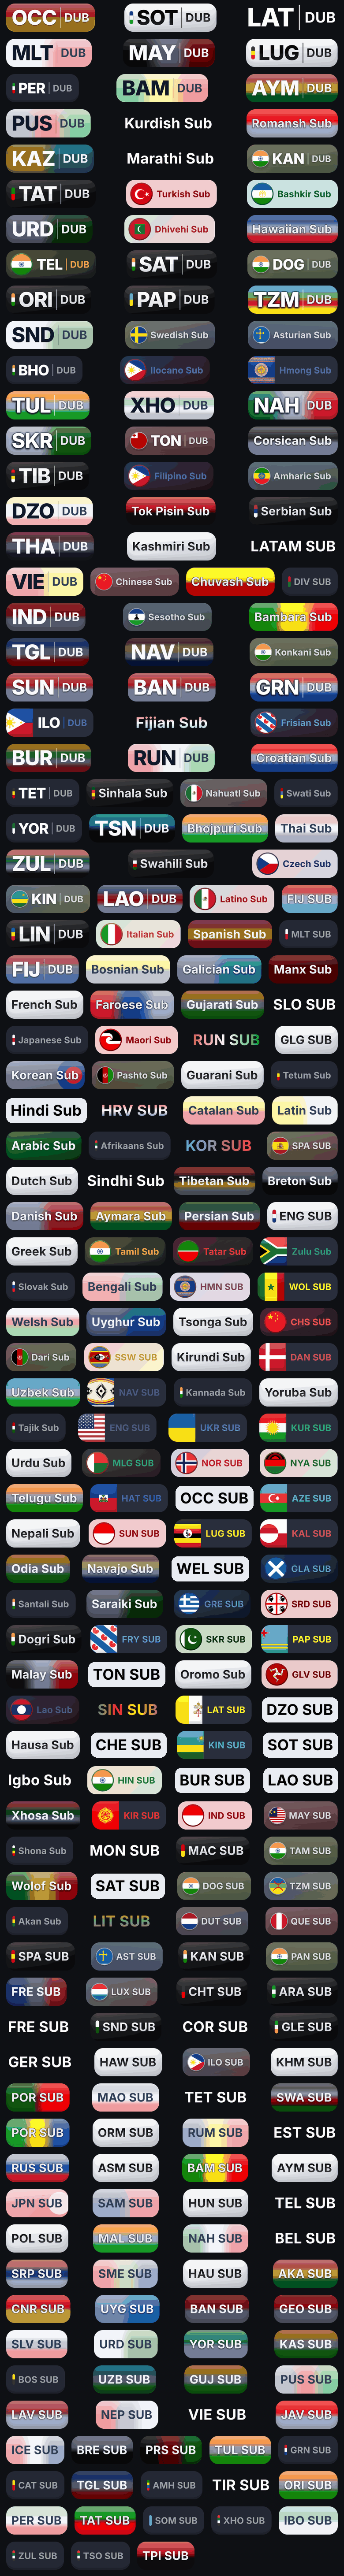 OCC DUB SOT DUB LAT DUB
MLT DUB MAY DUB LUG DUB
PER DUB BAM DUB AYM DUB
PUS DUB Kurdish Sub Romansh Sub
KAZ DUB Marathi Sub KAN DUB
TAT DUB Turkish Sub Bashkir Sub
URD DUB Dhivehi Sub Hawaiian Sub
TEL DUB SAT DUB DOG DUB
ORI DUB PAP DUB TZM DUB
SND DUB Swedish Sub Asturian Sub
BHO DUB Ilocano Sub Hmong Sub
TUL DUB XHO DUB NAH DUB
SKR DUB TON DUB Corsican Sub
TIB DUB Filipino Sub Amharic Sub
DZO DUB Tok Pisin Sub Serbian Sub
THA DUB Kashmiri Sub LATAM SUB
VIE DUB Chinese Sub Chuvash Sub DIV SUB
IND DUB Sesotho Sub Bambara Sub
TGL DUB NAV DUB Konkani Sub
SUN DUB BAN DUB GRN DUB
ILO DUB Fijian Sub Frisian Sub
BUR DUB RUN DUB Croatian Sub
TET DUB Sinhala Sub Nahuatl Sub Swati Sub
YOR DUB TSN DUB Bhojpuri Sub Thai Sub
ZUL DUB Swahili Sub Czech Sub
KIN DUB LAO DUB Latino Sub FIJ SUB
LIN DUB Italian Sub Spanish Sub MLT SUB
FIJ DUB Bosnian Sub Galician Sub Manx Sub
French Sub Faroese Sub Gujarati Sub SLO SUB
Japanese Sub Maori Sub RUN SUB GLG SUB
Korean Sub Pashto Sub Guarani Sub Tetum Sub
Hindi Sub HRV SUB Catalan Sub Latin Sub
Arabic Sub Afrikaans Sub KOR SUB SPA SUB
Dutch Sub Sindhi Sub Tibetan Sub Breton Sub
Danish Sub Aymara Sub Persian Sub ENG SUB
Greek Sub Tamil Sub Tatar Sub Zulu Sub
Slovak Sub Bengali Sub HMN SUB WOL SUB
Welsh Sub Uyghur Sub Tsonga Sub CHS SUB
Dari Sub SSW SUB Kirundi Sub DAN SUB
Uzbek Sub NAV SUB Kannada Sub Yoruba Sub
Tajik Sub ENG SUB UKR SUB KUR SUB
Urdu Sub MLG SUB NOR SUB NYA SUB
Telugu Sub HAT SUB OCC SUB AZE SUB
Nepali Sub SUN SUB LUG SUB KAL SUB
Odia Sub Navajo Sub WEL SUB GLA SUB
Santali Sub Saraiki Sub GRE SUB SRD SUB
Dogri Sub FRY SUB SKR SUB PAP SUB
Malay Sub TON SUB Oromo Sub GLV SUB
Lao Sub SIN SUB LAT SUB DZO SUB
Hausa Sub CHE SUB KIN SUB SOT SUB
Igbo Sub HIN SUB BUR SUB LAO SUB
Xhosa Sub KIR SUB IND SUB MAY SUB
Shona Sub MON SUB MAC SUB TAM SUB
Wolof Sub SAT SUB DOG SUB TZM SUB
Akan Sub LIT SUB DUT SUB QUE SUB
SPA SUB AST SUB KAN SUB PAN SUB
FRE SUB LUX SUB CHT SUB ARA SUB
FRE SUB SND SUB COR SUB GLE SUB
GER SUB HAW SUB ILO SUB KHM SUB
POR SUB MAO SUB TET SUB SWA SUB
POR SUB ORM SUB RUM SUB EST SUB
RUS SUB ASM SUB BAM SUB AYM SUB
JPN SUB SAM SUB HUN SUB TEL SUB
POL SUB MAL SUB NAH SUB BEL SUB
SRP SUB SME SUB HAU SUB AKA SUB
CNR SUB UYG SUB BAN SUB GEO SUB
SLV SUB URD SUB YOR SUB KAS SUB
BOS SUB UZB SUB GUJ SUB PUS SUB
LAV SUB NEP SUB VIE SUB JAV SUB
ICE SUB BRE SUB PRS SUB TUL SUB GRN SUB
CAT SUB TGL SUB AMH SUB TIR SUB ORI SUB
PER SUB TAT SUB SOM SUB XHO SUB IBO SUB
ZUL SUB TSO SUB TPI SUB